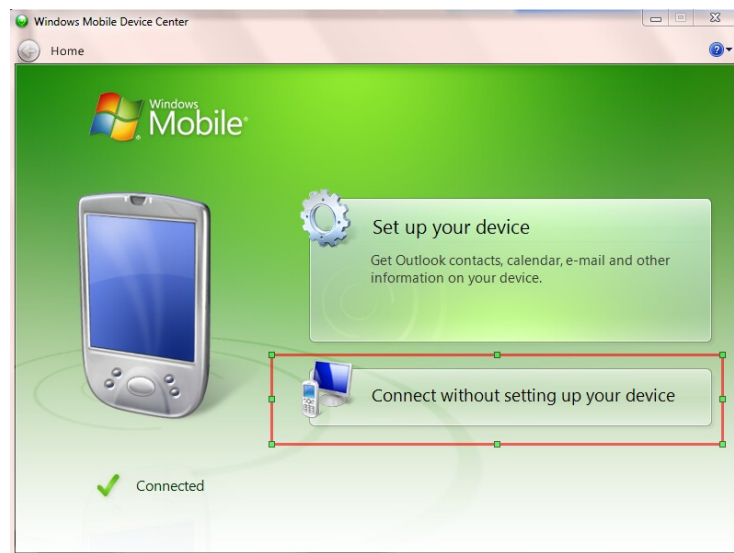 Windows Mobile Device Center
Home
Windows
Mobile
Set up your device
Get Outlook contacts, calendar, e-mail and other
information on your device.
Connect without setting up your device
Connected